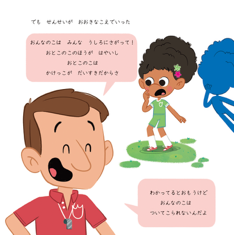 でも　せんせいが　おおきなこえでいった
おんなのこは　みんな　うしろにさがって！
おとこのこのほうが　はやいし
おとこのこは
かけっこが　だいすきだからさ
わかってるとおもうけど
おんなのこは
ついてこられないんだよ